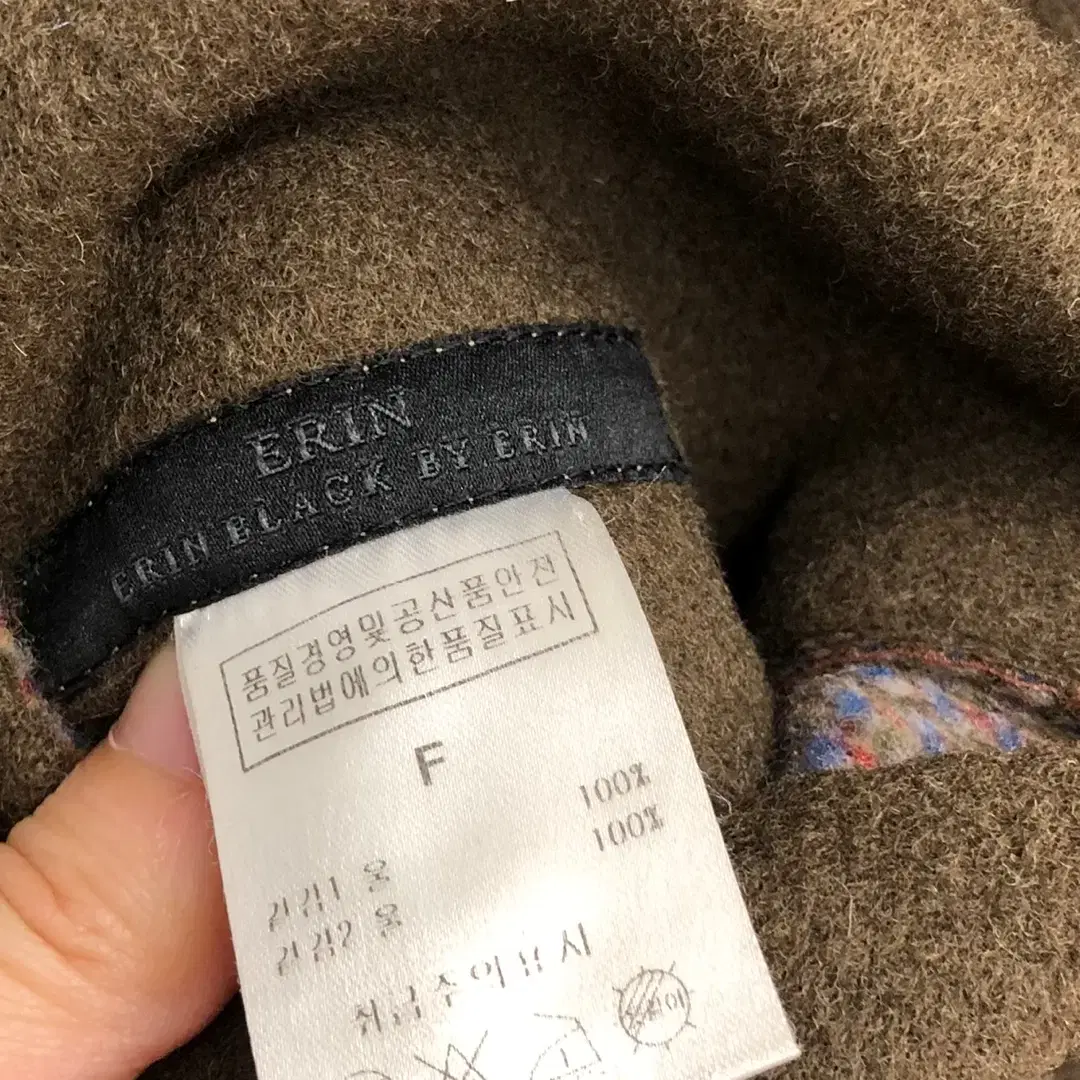 ERIN
ERIN BLACK BY ERIN
품질경영및공산품안전
관리법에의한품질표시
F
100%
100%
겉감1 울
겉감2 울
취급주의표시